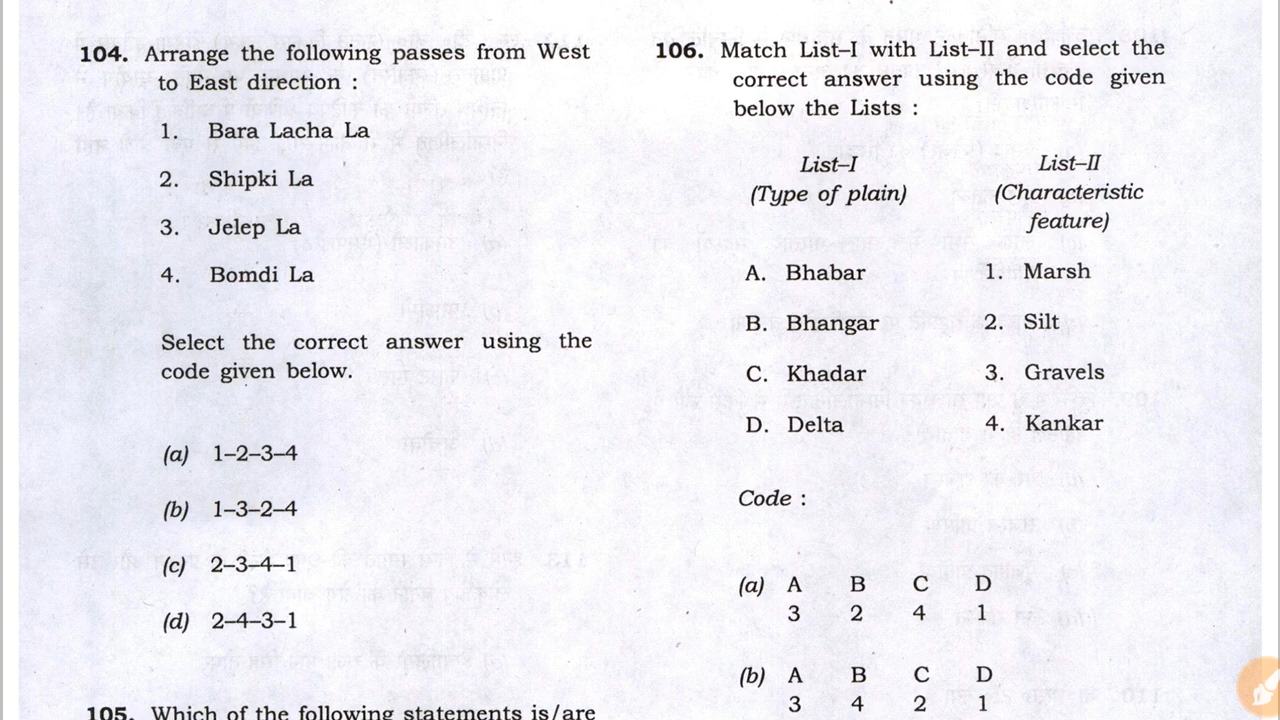 104. Arrange the following passes from West
to East direction :
1. Bara Lacha La
2. Shipki La
3. Jelep La
4. Bomdi La
Select the correct answer using the
code given below.
(a) 1–2–3–4
(b) 1–3–2–4
(c) 2–3–4–1
(d) 2–4–3–1
105. Which of the following statements is/are
106. Match List–I with List–II and select the
correct answer using the code given
below the Lists :
List–I List–II
(Type of plain) (Characteristic
feature)
A. Bhabar 1. Marsh
B. Bhangar 2. Silt
C. Khadar 3. Gravels
D. Delta 4. Kankar
Code :
(a) A B C D
3 2 4 1
(b) A B C D
3 4 2 1